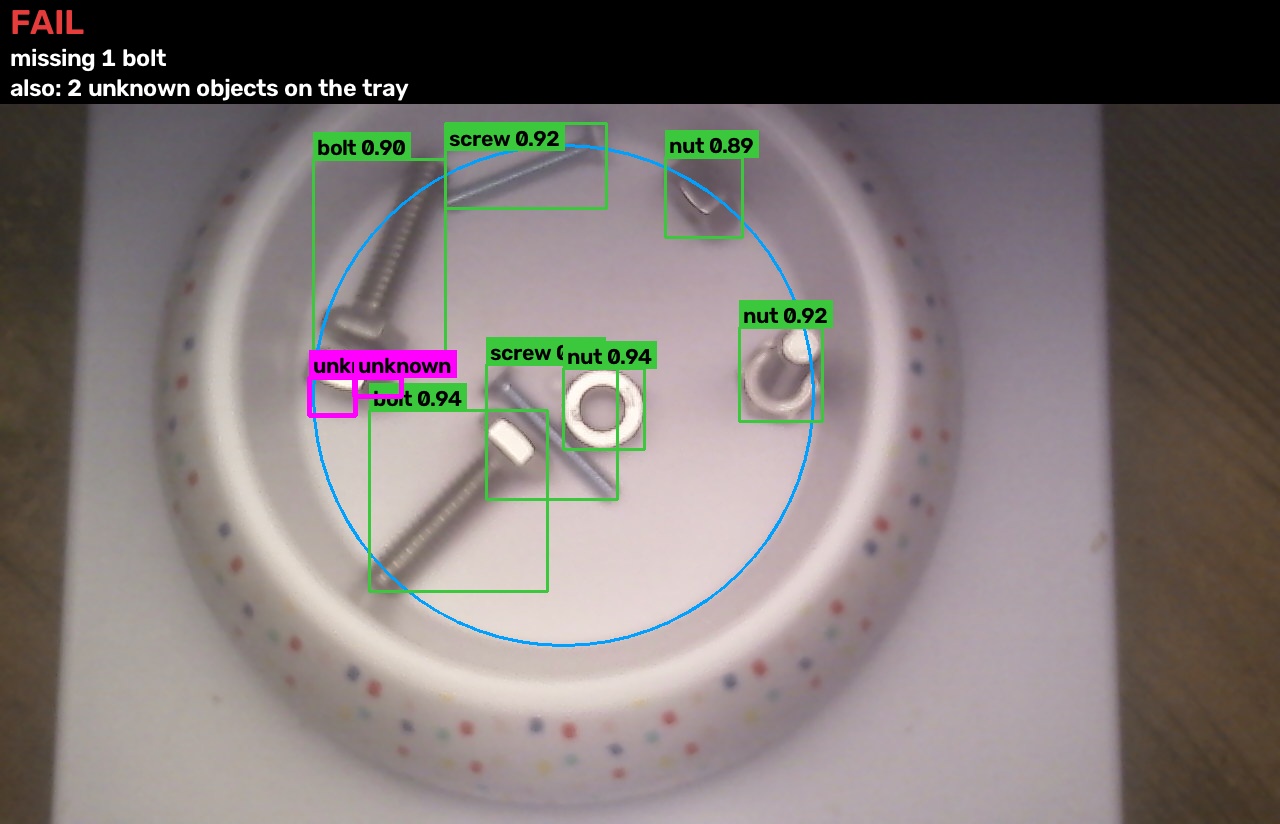 FAIL
missing 1 bolt
also: 2 unknown objects on the tray
bolt 0.90
screw 0.92
nut 0.89
nut 0.92
screw
nut 0.94
unknown
bolt 0.94